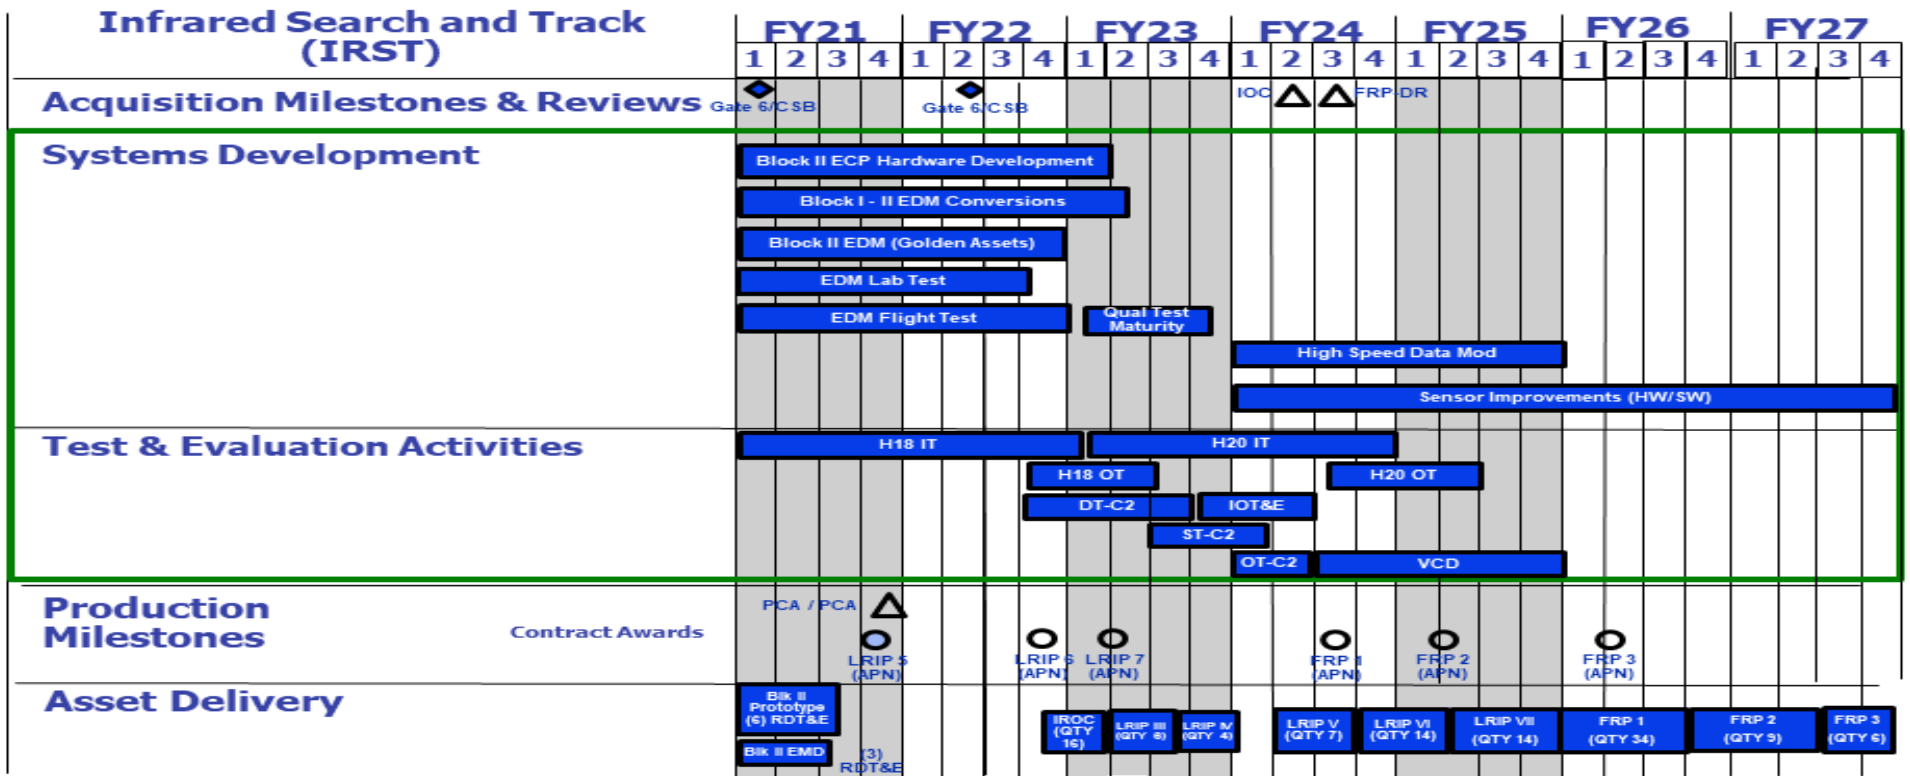 Infrared Search and Track
(IRST)
FY21 FY22 FY23 FY24 FY25 FY26 FY27
1 2 3 4 1 2 3 4 1 2 3 4 1 2 3 4 1 2 3 4 1 2 3 4 1 2 3 4
Acquisition Milestones & Reviews
Gate 6/CSB
Gate 6/CSB
IOC
FRP-DR
Systems Development
Block II ECP Hardware Development
Block I - II EDM Conversions
Block II EDM (Golden Assets)
EDM Lab Test
EDM Flight Test
Qual Test
Maturity
High Speed Data Mod
Sensor Improvements (HW/SW)
Test & Evaluation Activities
H18 IT
H20 IT
H18 OT
H20 OT
DT-C2
IOT&E
ST-C2
OT-C2
VCD
Production
Milestones
Contract Awards
PCA / PCA
LRIP 5
(APN)
LRIP 6
(APN)
LRIP 7
(APN)
FRP 1
(APN)
FRP 2
(APN)
FRP 3
(APN)
Asset Delivery
Blk II
Prototype
(6) RDT&E
Blk II EMD
(3)
RDT&E
IROC
(QTY
16)
LRIP III
(QTY 8)
LRIP IV
(QTY 4)
LRIP V
(QTY 7)
LRIP VI
(QTY 14)
LRIP VII
(QTY 14)
FRP 1
(QTY 34)
FRP 2
(QTY 9)
FRP 3
(QTY 6)